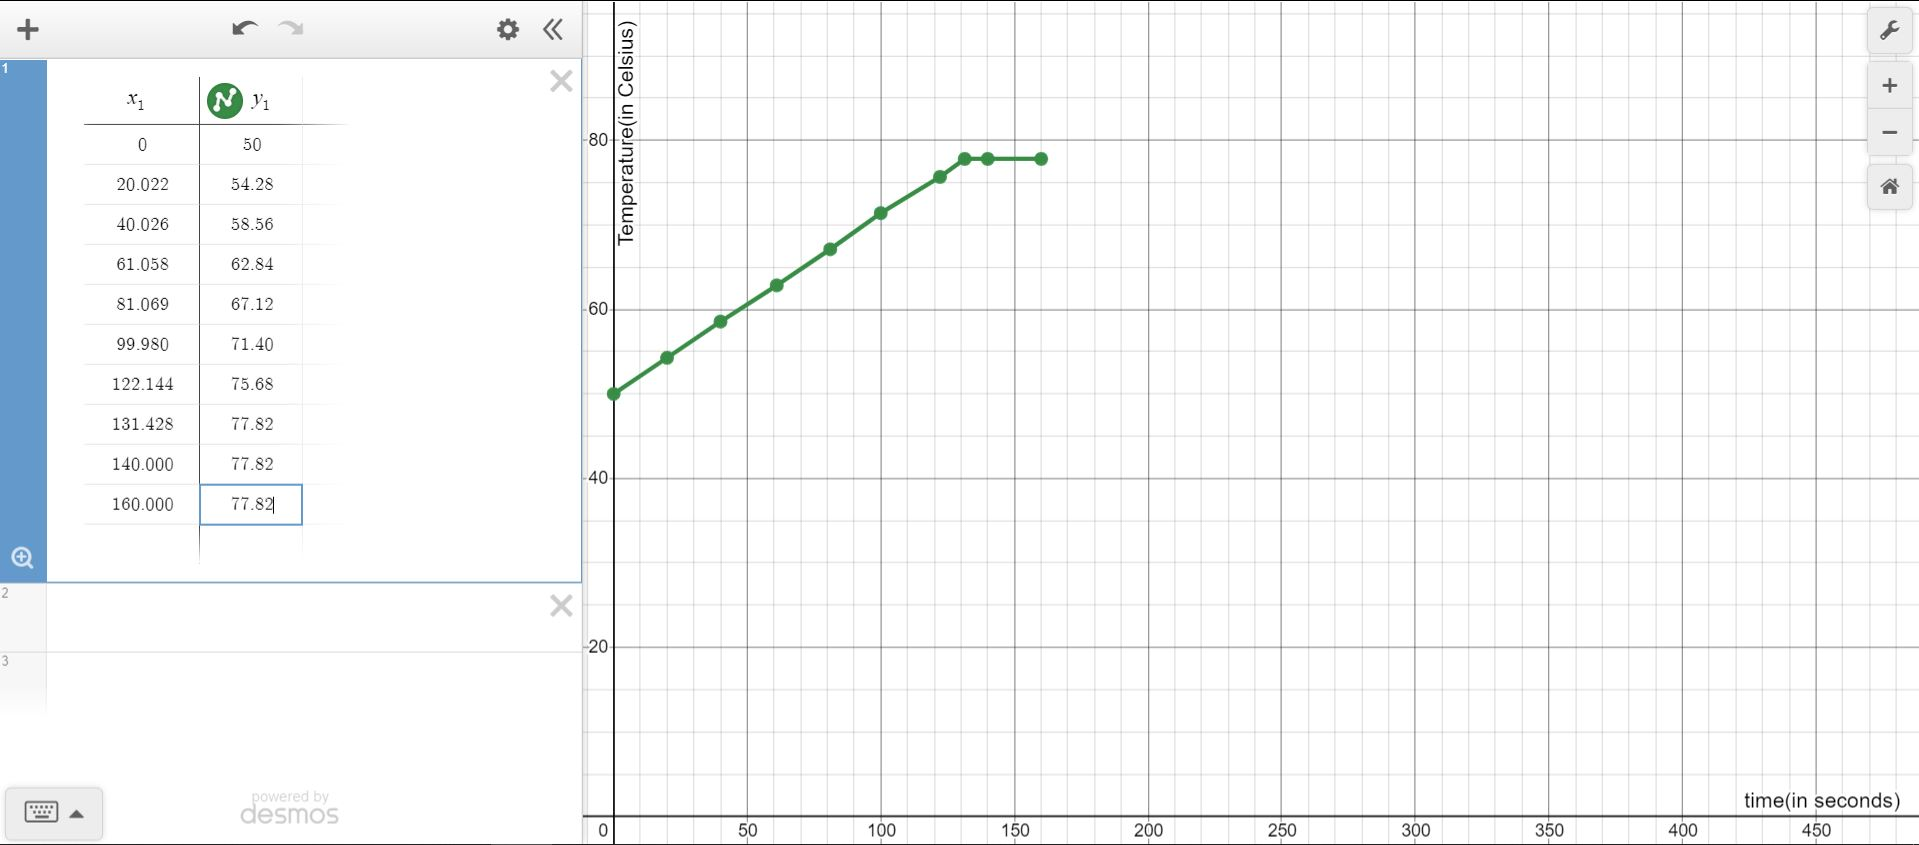 1
x₁ y₁
0 50
20.022 54.28
40.026 58.56
61.058 62.84
81.069 67.12
99.980 71.40
122.144 75.68
131.428 77.82
140.000 77.82
160.000 77.82
2
3
powered by
desmos
Temperature(in Celsius)
80
60
40
20
time(in seconds)
0 50 100 150 200 250 300 350 400 450